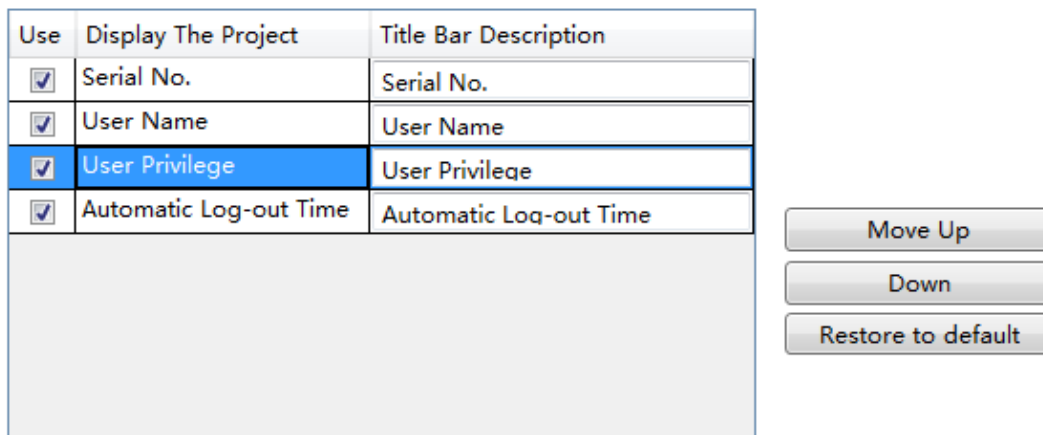 Use Display The Project Title Bar Description
Serial No. Serial No.
User Name User Name
User Privilege User Privilege
Automatic Log-out Time Automatic Log-out Time
Move Up
Down
Restore to default